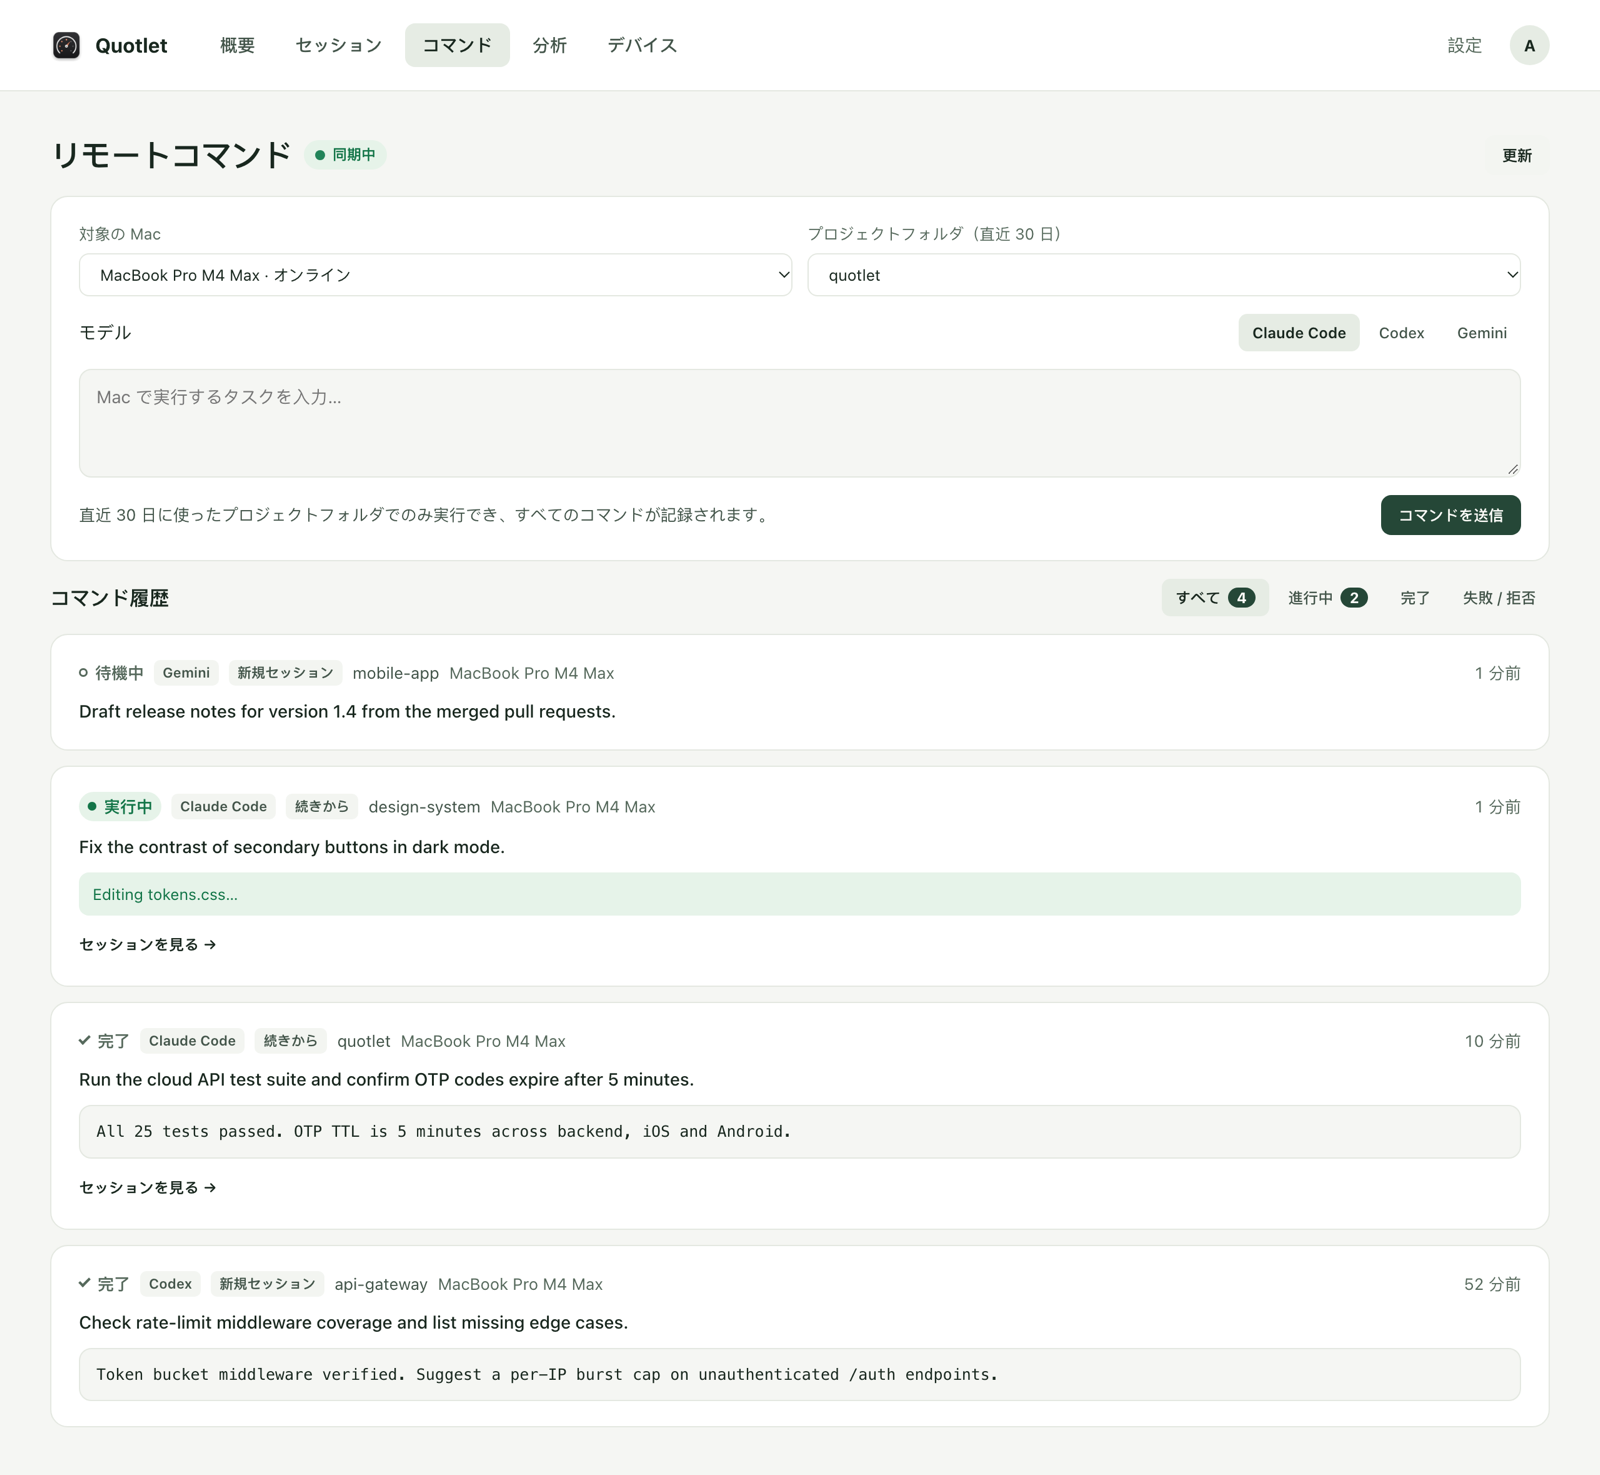 Quotlet 概要 セッション コマンド 分析 デバイス 設定 A
リモートコマンド 同期中 更新
対象の Mac プロジェクトフォルダ（直近 30 日）
MacBook Pro M4 Max · オンライン quotlet
モデル Claude Code Codex Gemini
Mac で実行するタスクを入力...
直近 30 日に使ったプロジェクトフォルダでのみ実行でき、すべてのコマンドが記録されます。 コマンドを送信
コマンド履歴 すべて 4 進行中 2 完了 失敗 / 拒否
待機中 Gemini 新規セッション mobile-app MacBook Pro M4 Max 1 分前
Draft release notes for version 1.4 from the merged pull requests.
実行中 Claude Code 続きから design-system MacBook Pro M4 Max 1 分前
Fix the contrast of secondary buttons in dark mode.
Editing tokens.css...
セッションを見る →
完了 Claude Code 続きから quotlet MacBook Pro M4 Max 10 分前
Run the cloud API test suite and confirm OTP codes expire after 5 minutes.
All 25 tests passed. OTP TTL is 5 minutes across backend, iOS and Android.
セッションを見る →
完了 Codex 新規セッション api-gateway MacBook Pro M4 Max 52 分前
Check rate-limit middleware coverage and list missing edge cases.
Token bucket middleware verified. Suggest a per-IP burst cap on unauthenticated /auth endpoints.